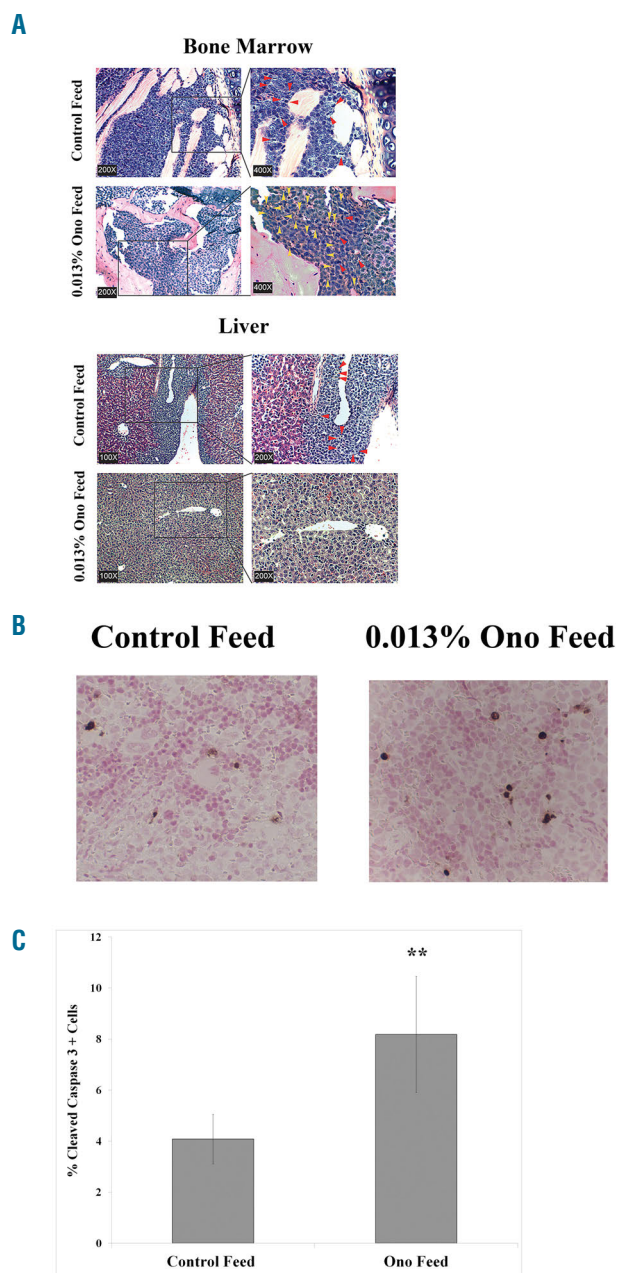 A
Bone Marrow
Control Feed
200X
400X
0.013% Ono Feed
200X
400X
Liver
Control Feed
100X
200X
0.013% Ono Feed
100X
200X
B
Control Feed
0.013% Ono Feed
C
12
**
10
8
6
4
2
0
% Cleaved Caspase 3 + Cells
Control Feed
Ono Feed